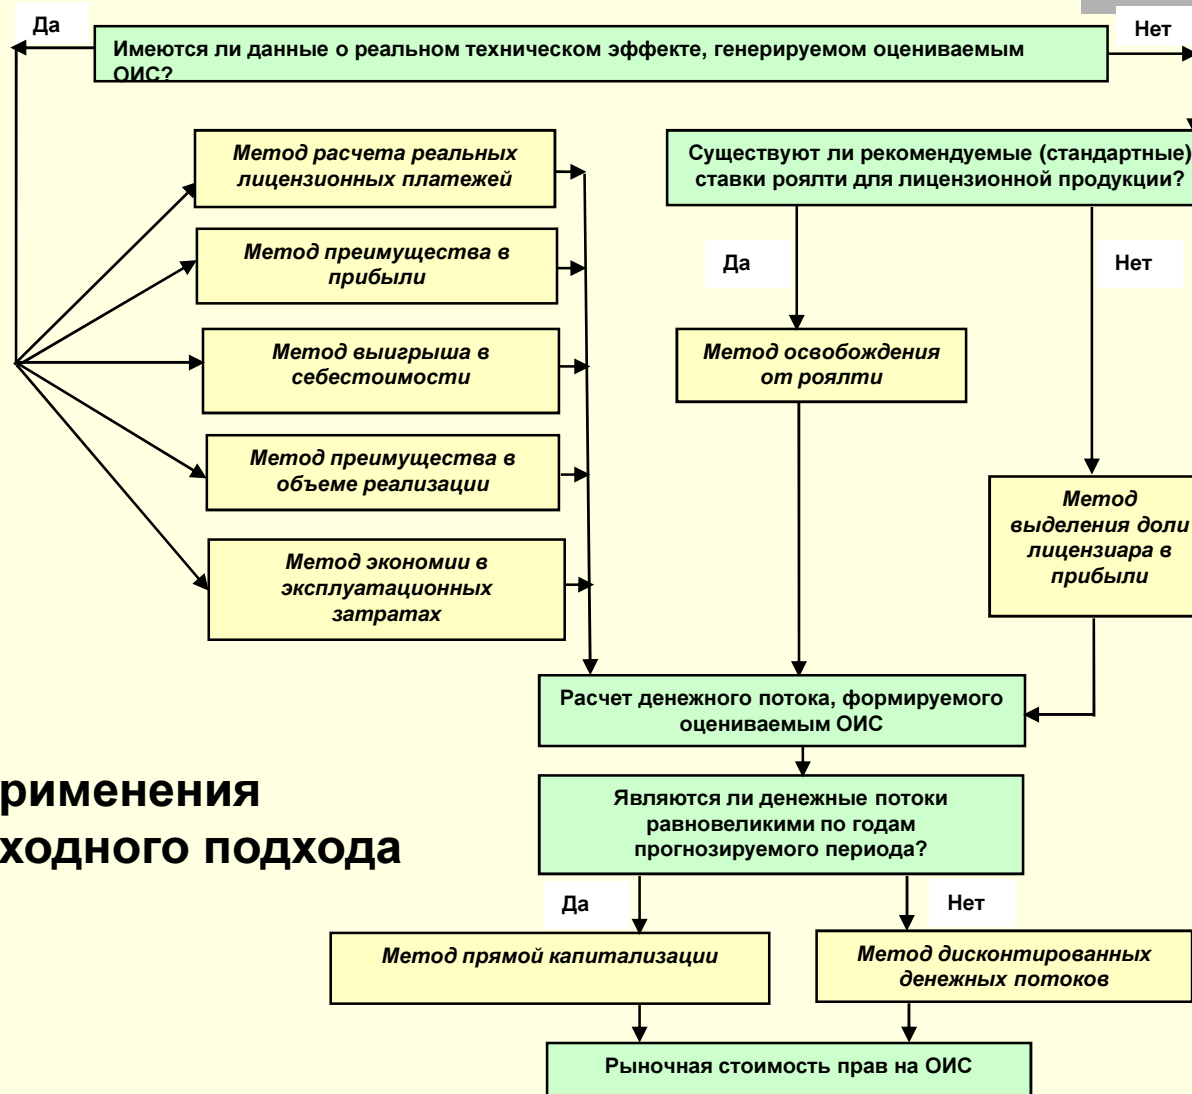 Да
Нет
Имеются ли данные о реальном техническом эффекте, генерируемом оцениваемым
ОИС?
Метод расчета реальных
лицензионных платежей
Существуют ли рекомендуемые (стандартные)
ставки роялти для лицензионной продукции?
Метод преимущества в
прибыли
Да
Нет
Метод выигрыша в
себестоимости
Метод освобождения
от роялти
Метод преимущества в
объеме реализации
Метод
выделения доли
лицензиара в
прибыли
Метод экономии в
эксплуатационных
затратах
Расчет денежного потока, формируемого
оцениваемым ОИС
рименения
ходного подхода
Являются ли денежные потоки
равновеликими по годам
прогнозируемого периода?
Да
Нет
Метод прямой капитализации
Метод дисконтированных
денежных потоков
Рыночная стоимость прав на ОИС